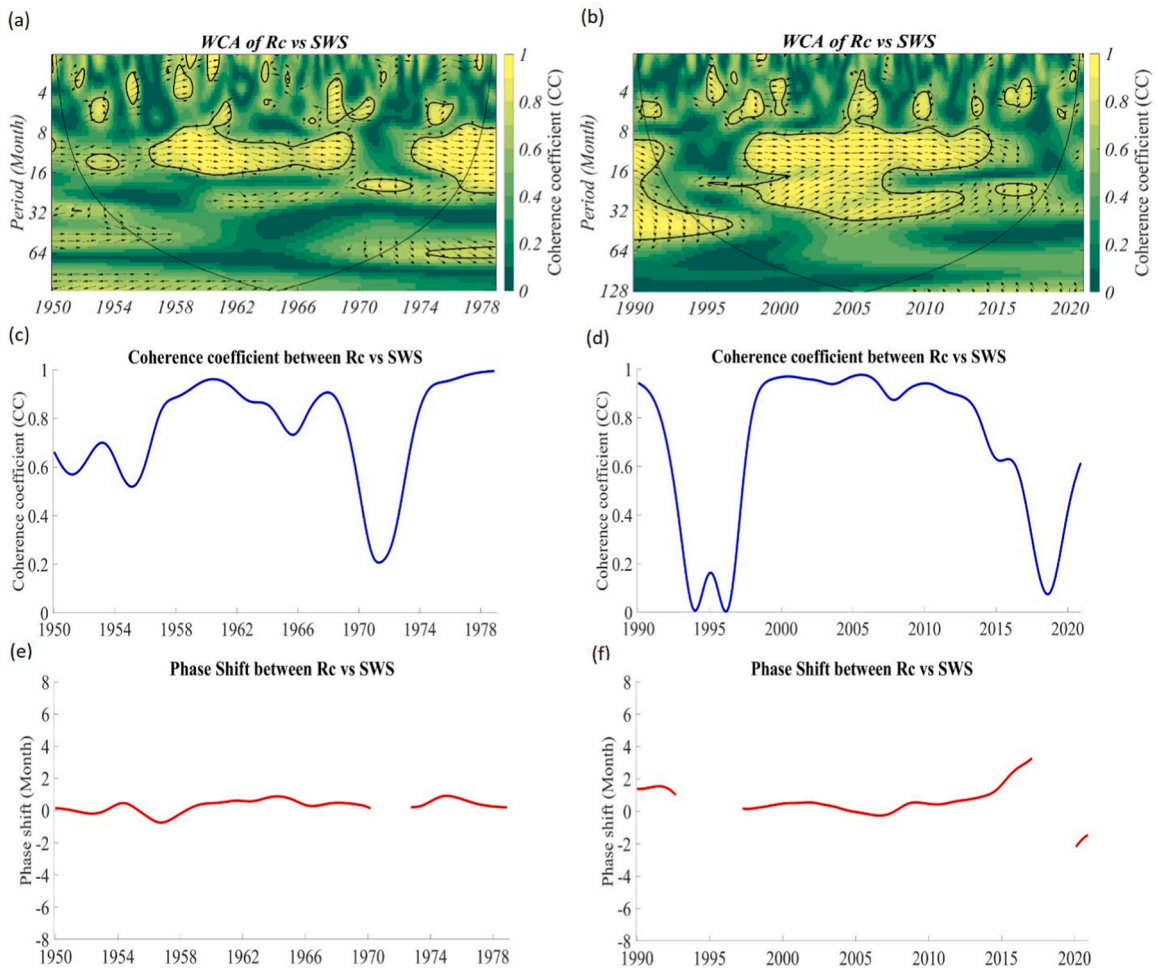 (a)
(b)
WCA of Rc vs SWS
WCA of Rc vs SWS
Period (Month)
4
8
16
32
64
1950 1954 1958 1962 1966 1970 1974 1978
1
0.8
0.6
0.4
0.2
0
Coherence coefficient (CC)
Period (Month)
4
8
16
32
64
128
1990 1995 2000 2005 2010 2015 2020
1
0.8
0.6
0.4
0.2
0
Coherence coefficient (CC)
(c)
(d)
Coherence coefficient between Rc vs SWS
Coherence coefficient between Rc vs SWS
Coherence coefficient (CC)
1
0.8
0.6
0.4
0.2
0
1950 1954 1958 1962 1966 1970 1974 1978
Coherence coefficient (CC)
1
0.8
0.6
0.4
0.2
0
1990 1995 2000 2005 2010 2015 2020
(e)
(f)
Phase Shift between Rc vs SWS
Phase Shift between Rc vs SWS
Phase shift (Month)
8
6
4
2
0
-2
-4
-6
-8
1950 1954 1958 1962 1966 1970 1974 1978
Phase shift (Month)
8
6
4
2
0
-2
-4
-6
-8
1990 1995 2000 2005 2010 2015 2020